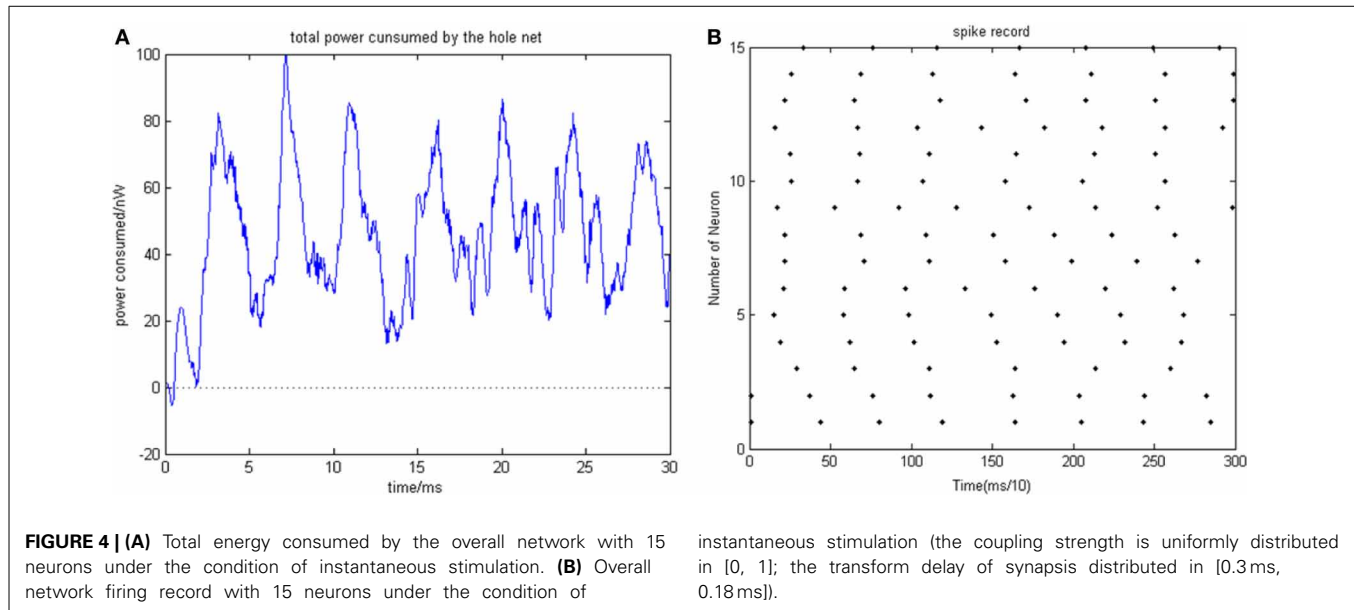 A
total power cunsumed by the hole net
100
80
60
40
20
0
-20
power consumed/nW
0 5 10 15 20 25 30
time/ms
B
spike record
15
10
5
0
Number of Neuron
0 50 100 150 200 250 300
Time(ms/10)
FIGURE 4 | (A) Total energy consumed by the overall network with 15
neurons under the condition of instantaneous stimulation. (B) Overall
network firing record with 15 neurons under the condition of
instantaneous stimulation (the coupling strength is uniformly distributed
in [0, 1]; the transform delay of synapsis distributed in [0.3 ms,
0.18 ms]).